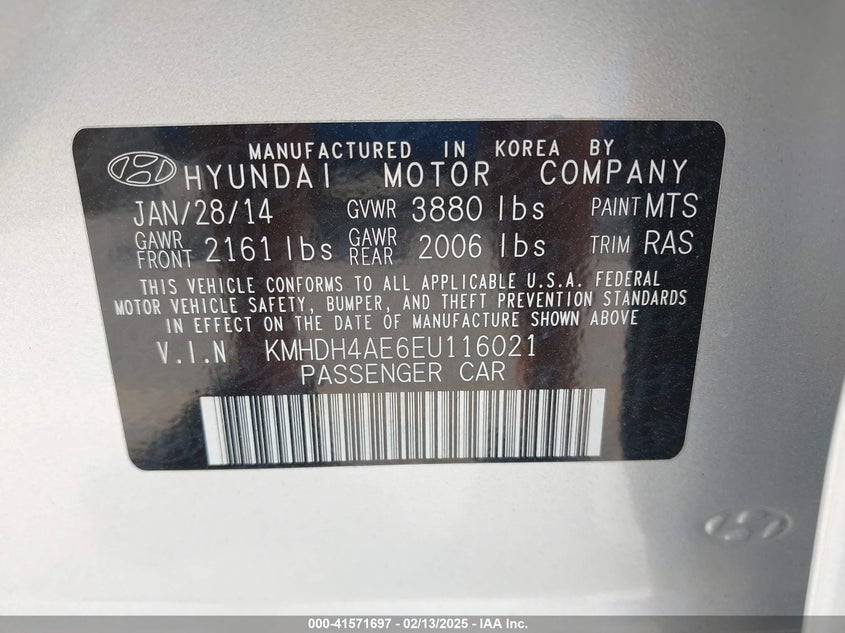 MANUFACTURED IN KOREA BY
HYUNDAI MOTOR COMPANY
JAN/28/14 GVWR 3880 lbs PAINT MTS
GAWR FRONT 2161 lbs GAWR REAR 2006 lbs TRIM RAS
THIS VEHICLE CONFORMS TO ALL APPLICABLE U.S.A. FEDERAL
MOTOR VEHICLE SAFETY, BUMPER, AND THEFT PREVENTION STANDARDS
IN EFFECT ON THE DATE OF MANUFACTURE SHOWN ABOVE
V.I.N KMHDH4AE6EU116021
PASSENGER CAR
000-41571697 - 02/13/2025 - IAA Inc.